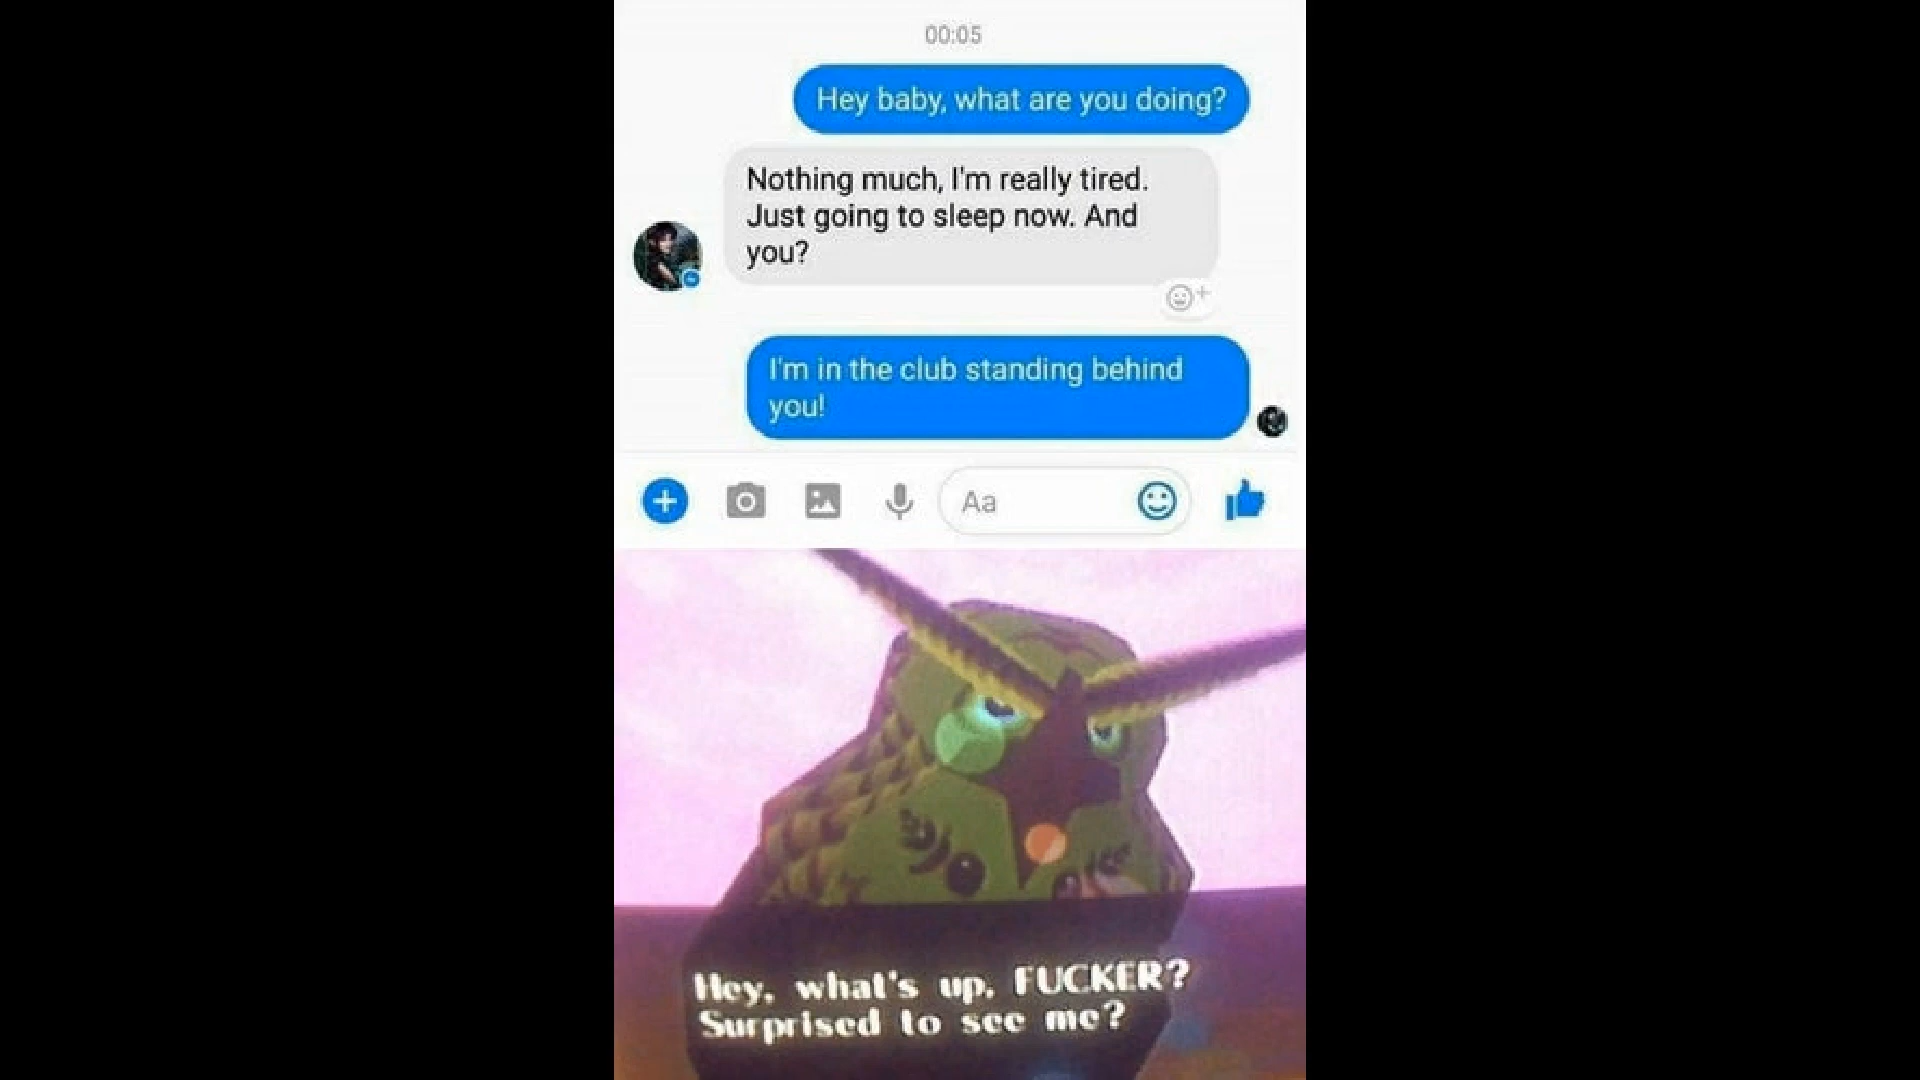 00:05
Hey baby, what are you doing?
Nothing much, I'm really tired.
Just going to sleep now. And
you?
I'm in the club standing behind
you!
Aa
Hey, what's up, FUCKER?
Surprised to see me?